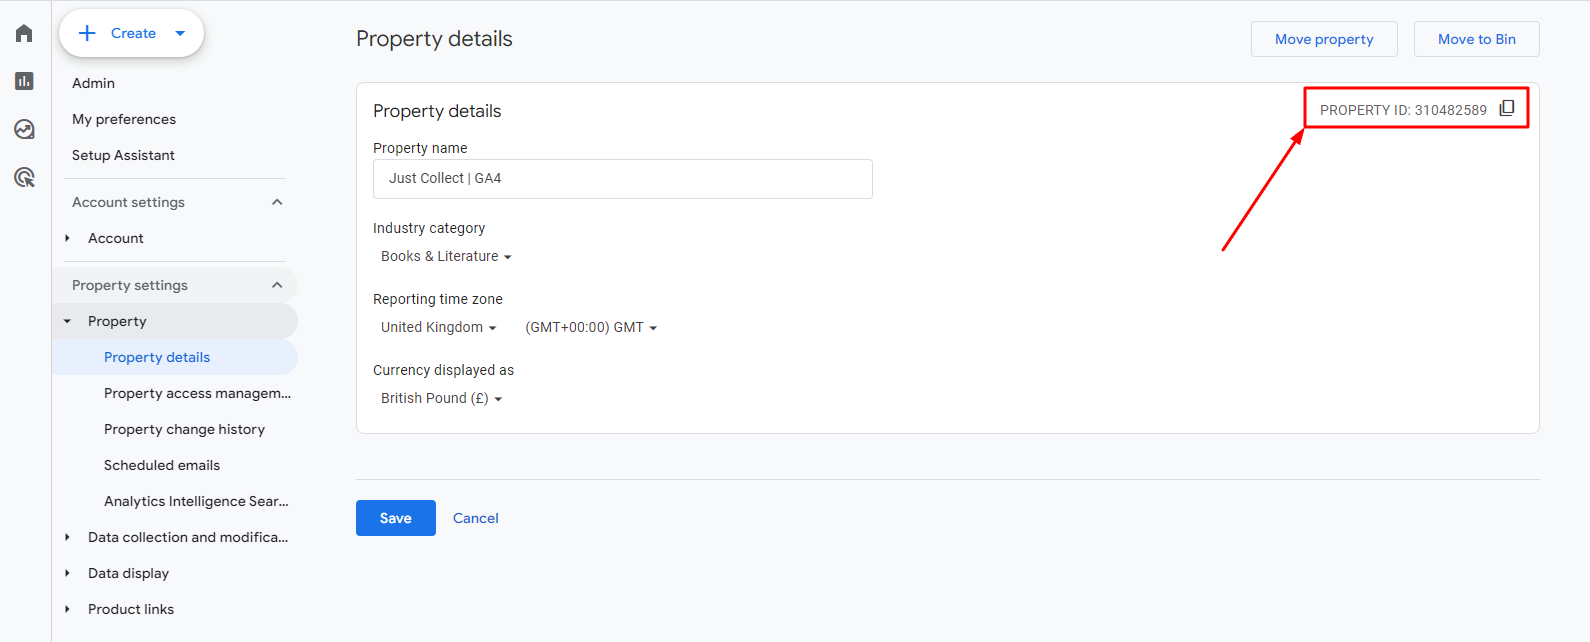 Create
Admin
My preferences
Setup Assistant
Account settings
Account
Property settings
Property
Property details
Property access managem...
Property change history
Scheduled emails
Analytics Intelligence Sear...
Data collection and modifica...
Data display
Product links
Property details
Move property
Move to Bin
Property details
PROPERTY ID: 310482589
Property name
Just Collect | GA4
Industry category
Books & Literature
Reporting time zone
United Kingdom (GMT+00:00) GMT
Currency displayed as
British Pound (£)
Save Cancel